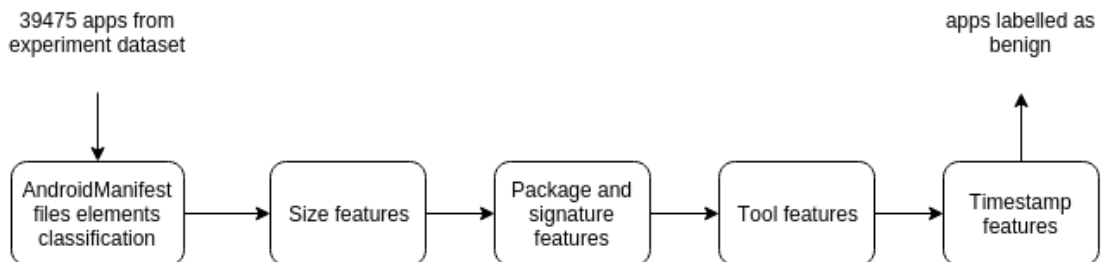 39475 apps from
experiment dataset
apps labelled as
benign
AndroidManifest
files elements
classification
Size features
Package and
signature
features
Tool features
Timestamp
features